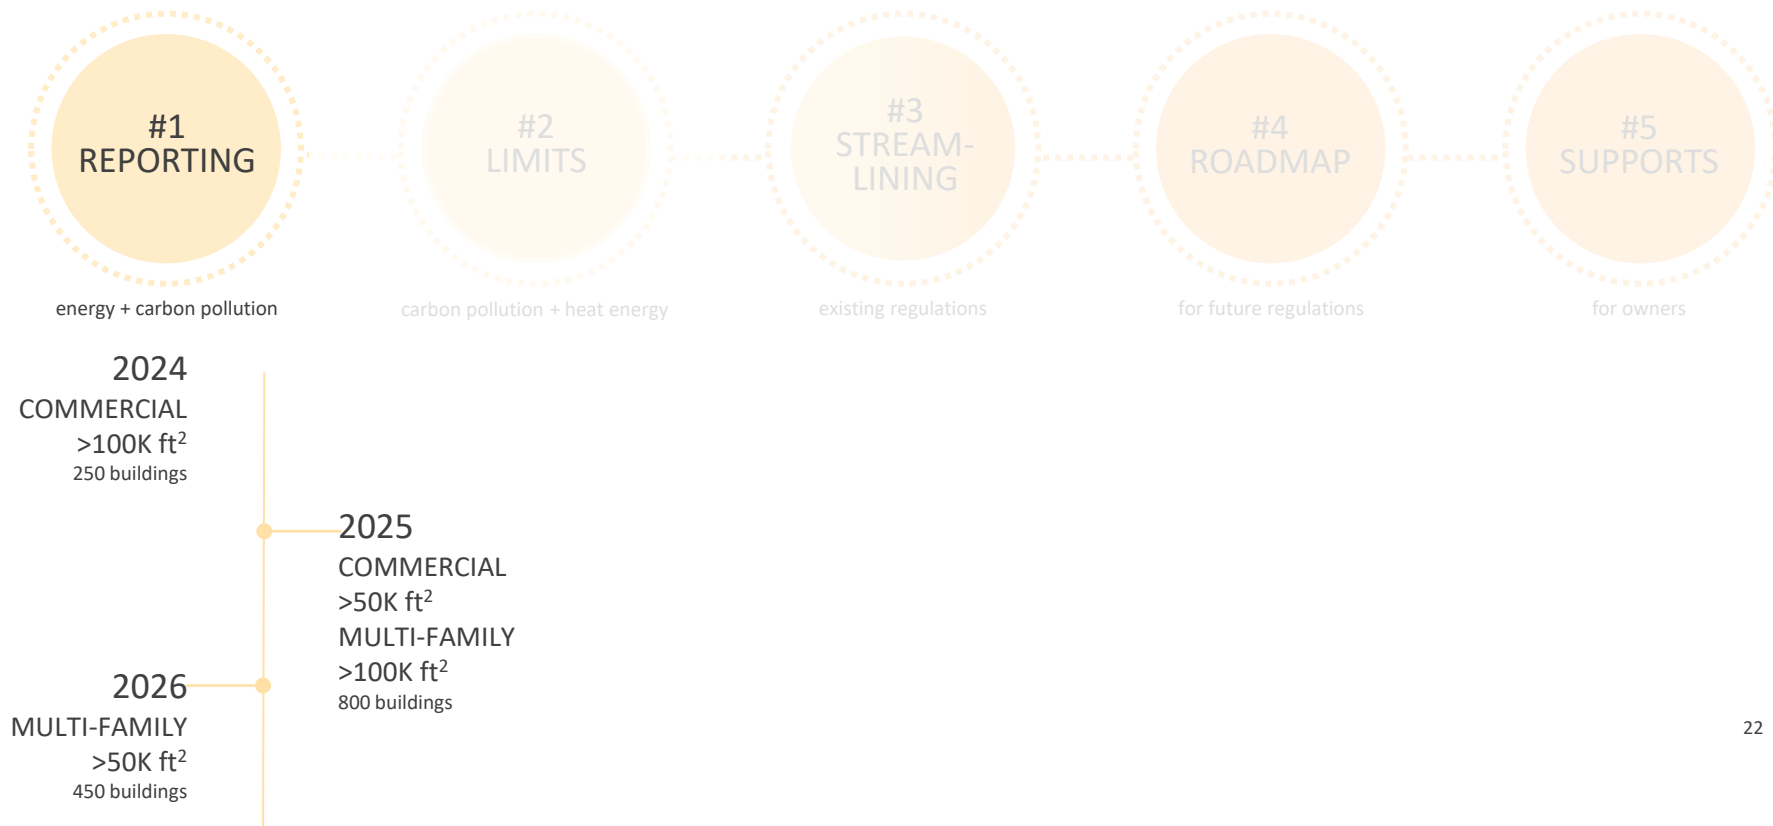 #1
REPORTING
energy + carbon pollution
#2
LIMITS
carbon pollution + heat energy
#3
STREAM-
LINING
existing regulations
#4
ROADMAP
for future regulations
#5
SUPPORTS
for owners
2024
COMMERCIAL
>100K ft²
250 buildings
2025
COMMERCIAL
>50K ft²
MULTI-FAMILY
>100K ft²
800 buildings
2026
MULTI-FAMILY
>50K ft²
450 buildings
22